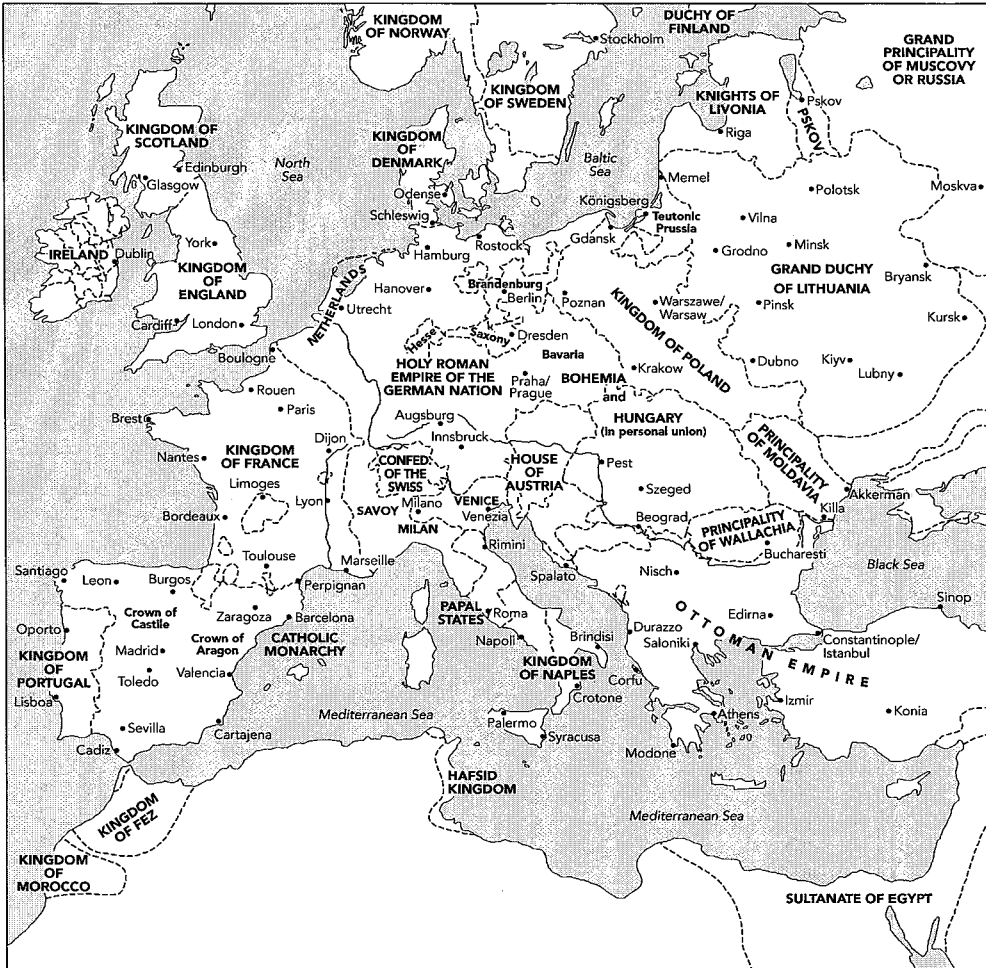 KINGDOM
OF NORWAY
Stockholm
DUCHY OF
FINLAND
GRAND
PRINCIPALITY
OF MUSCOVY
OR RUSSIA
KINGDOM
OF SWEDEN
KNIGHTS OF
LIVONIA
Pskov
PSKOV
Riga
KINGDOM OF
SCOTLAND
Edinburgh
Glasgow
North
Sea
KINGDOM
OF
DENMARK
Odense
Schleswig
Baltic
Sea
Memel
Königsberg
Teutonic
Prussia
Polotsk
Moskva
Vilna
IRELAND
Dublin
York
KINGDOM
OF
ENGLAND
Cardiff
London
Hamburg
Rostock
Gdansk
Grodno
Minsk
GRAND DUCHY
OF LITHUANIA
Bryansk
NETHERLANDS
Utrecht
Hanover
Brandenburg
Berlin
Poznan
Warszawe/
Warsaw
Pinsk
Kursk
KINGDOM OF POLAND
Boulogne
Hesse
Saxony
Dresden
Bavaria
HOLY ROMAN
EMPIRE OF THE
GERMAN NATION
Praha/
Prague
BOHEMIA
and
Krakow
Dubno
Kiyv
Lubny
Rouen
Paris
Brest
HUNGARY
(in personal union)
Augsburg
Innsbruck
Nantes
KINGDOM
OF FRANCE
Dijon
Limoges
Lyon
CONFED.
OF THE
SWISS
HOUSE
OF
AUSTRIA
Pest
PRINCIPALITY
OF MOLDAVIA
Akkerman
Killa
Bordeaux
SAVOY
Milano
MILAN
VENICE
Venezia
Szeged
Beograd
PRINCIPALITY
OF WALLACHIA
Bucharesti
Black Sea
Toulouse
Marseille
Rimini
Santiago
Leon
Burgos
Perpignan
Spalato
Nisch
Sinop
Oporto
Crown of
Castile
Zaragoza
Barcelona
Crown of
Aragon
CATHOLIC
MONARCHY
PAPAL
STATES
Roma
Napoli
OTTOMAN EMPIRE
Edirna
Constantinople/
Istanbul
KINGDOM
OF
PORTUGAL
Madrid
Toledo
Valencia
Brindisi
Durazzo
Saloniki
KINGDOM
OF NAPLES
Corfu
Crotone
Lisboa
Izmir
Konia
Athens
Sevilla
Cartajena
Mediterranean Sea
Palermo
Syracusa
Modone
Cadiz
HAFSID
KINGDOM
KINGDOM
OF FEZ
Mediterranean Sea
KINGDOM
OF
MOROCCO
SULTANATE OF EGYPT